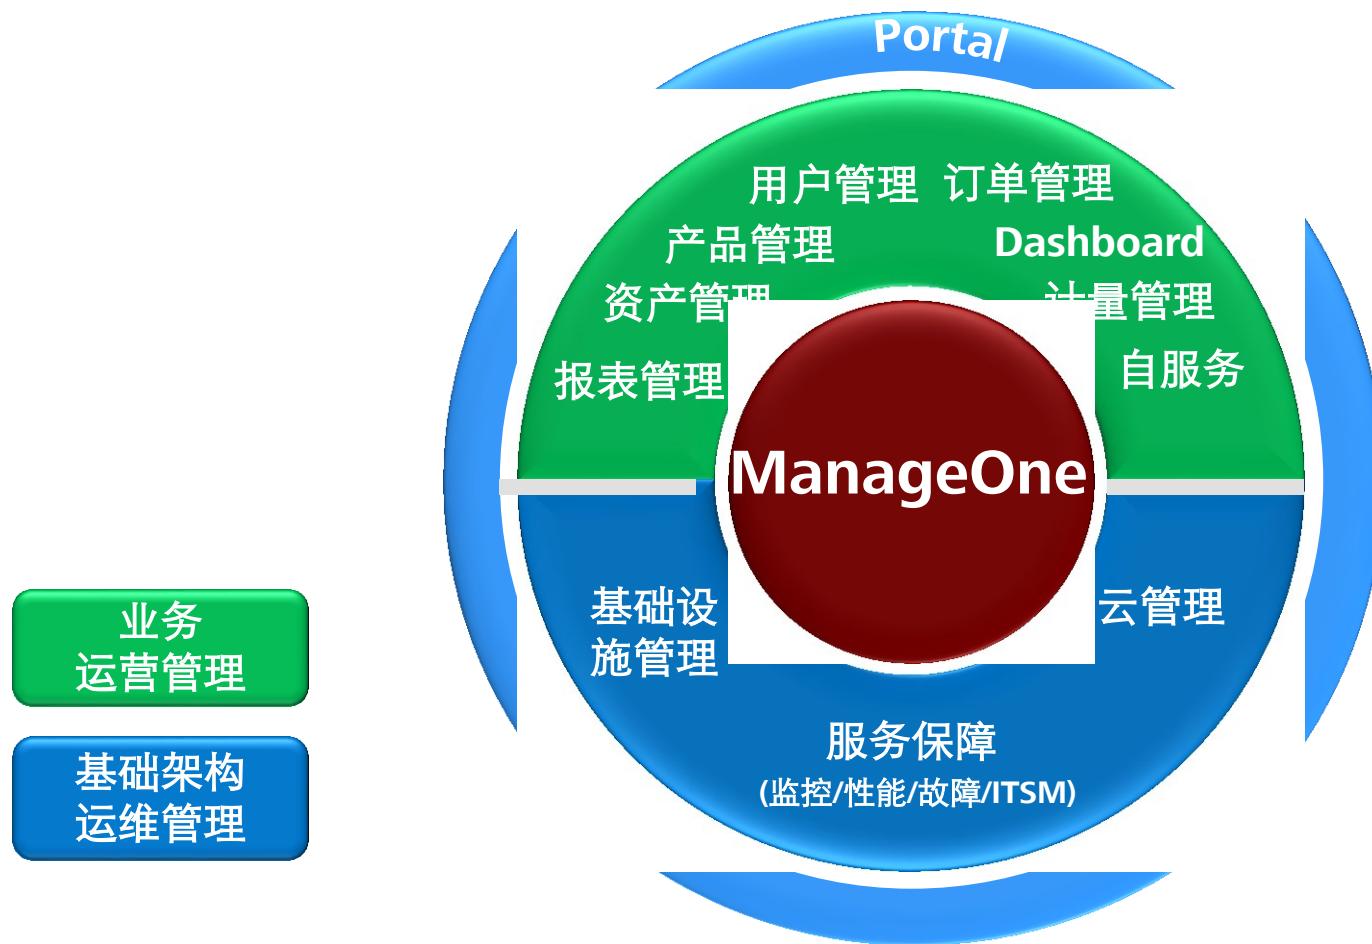 Portal
用户管理 订单管理
产品管理 Dashboard
资产管理 计量管理
报表管理 自服务
ManageOne
基础设
施管理
云管理
服务保障
(监控/性能/故障/ITSM)
业务
运营管理
基础架构
运维管理